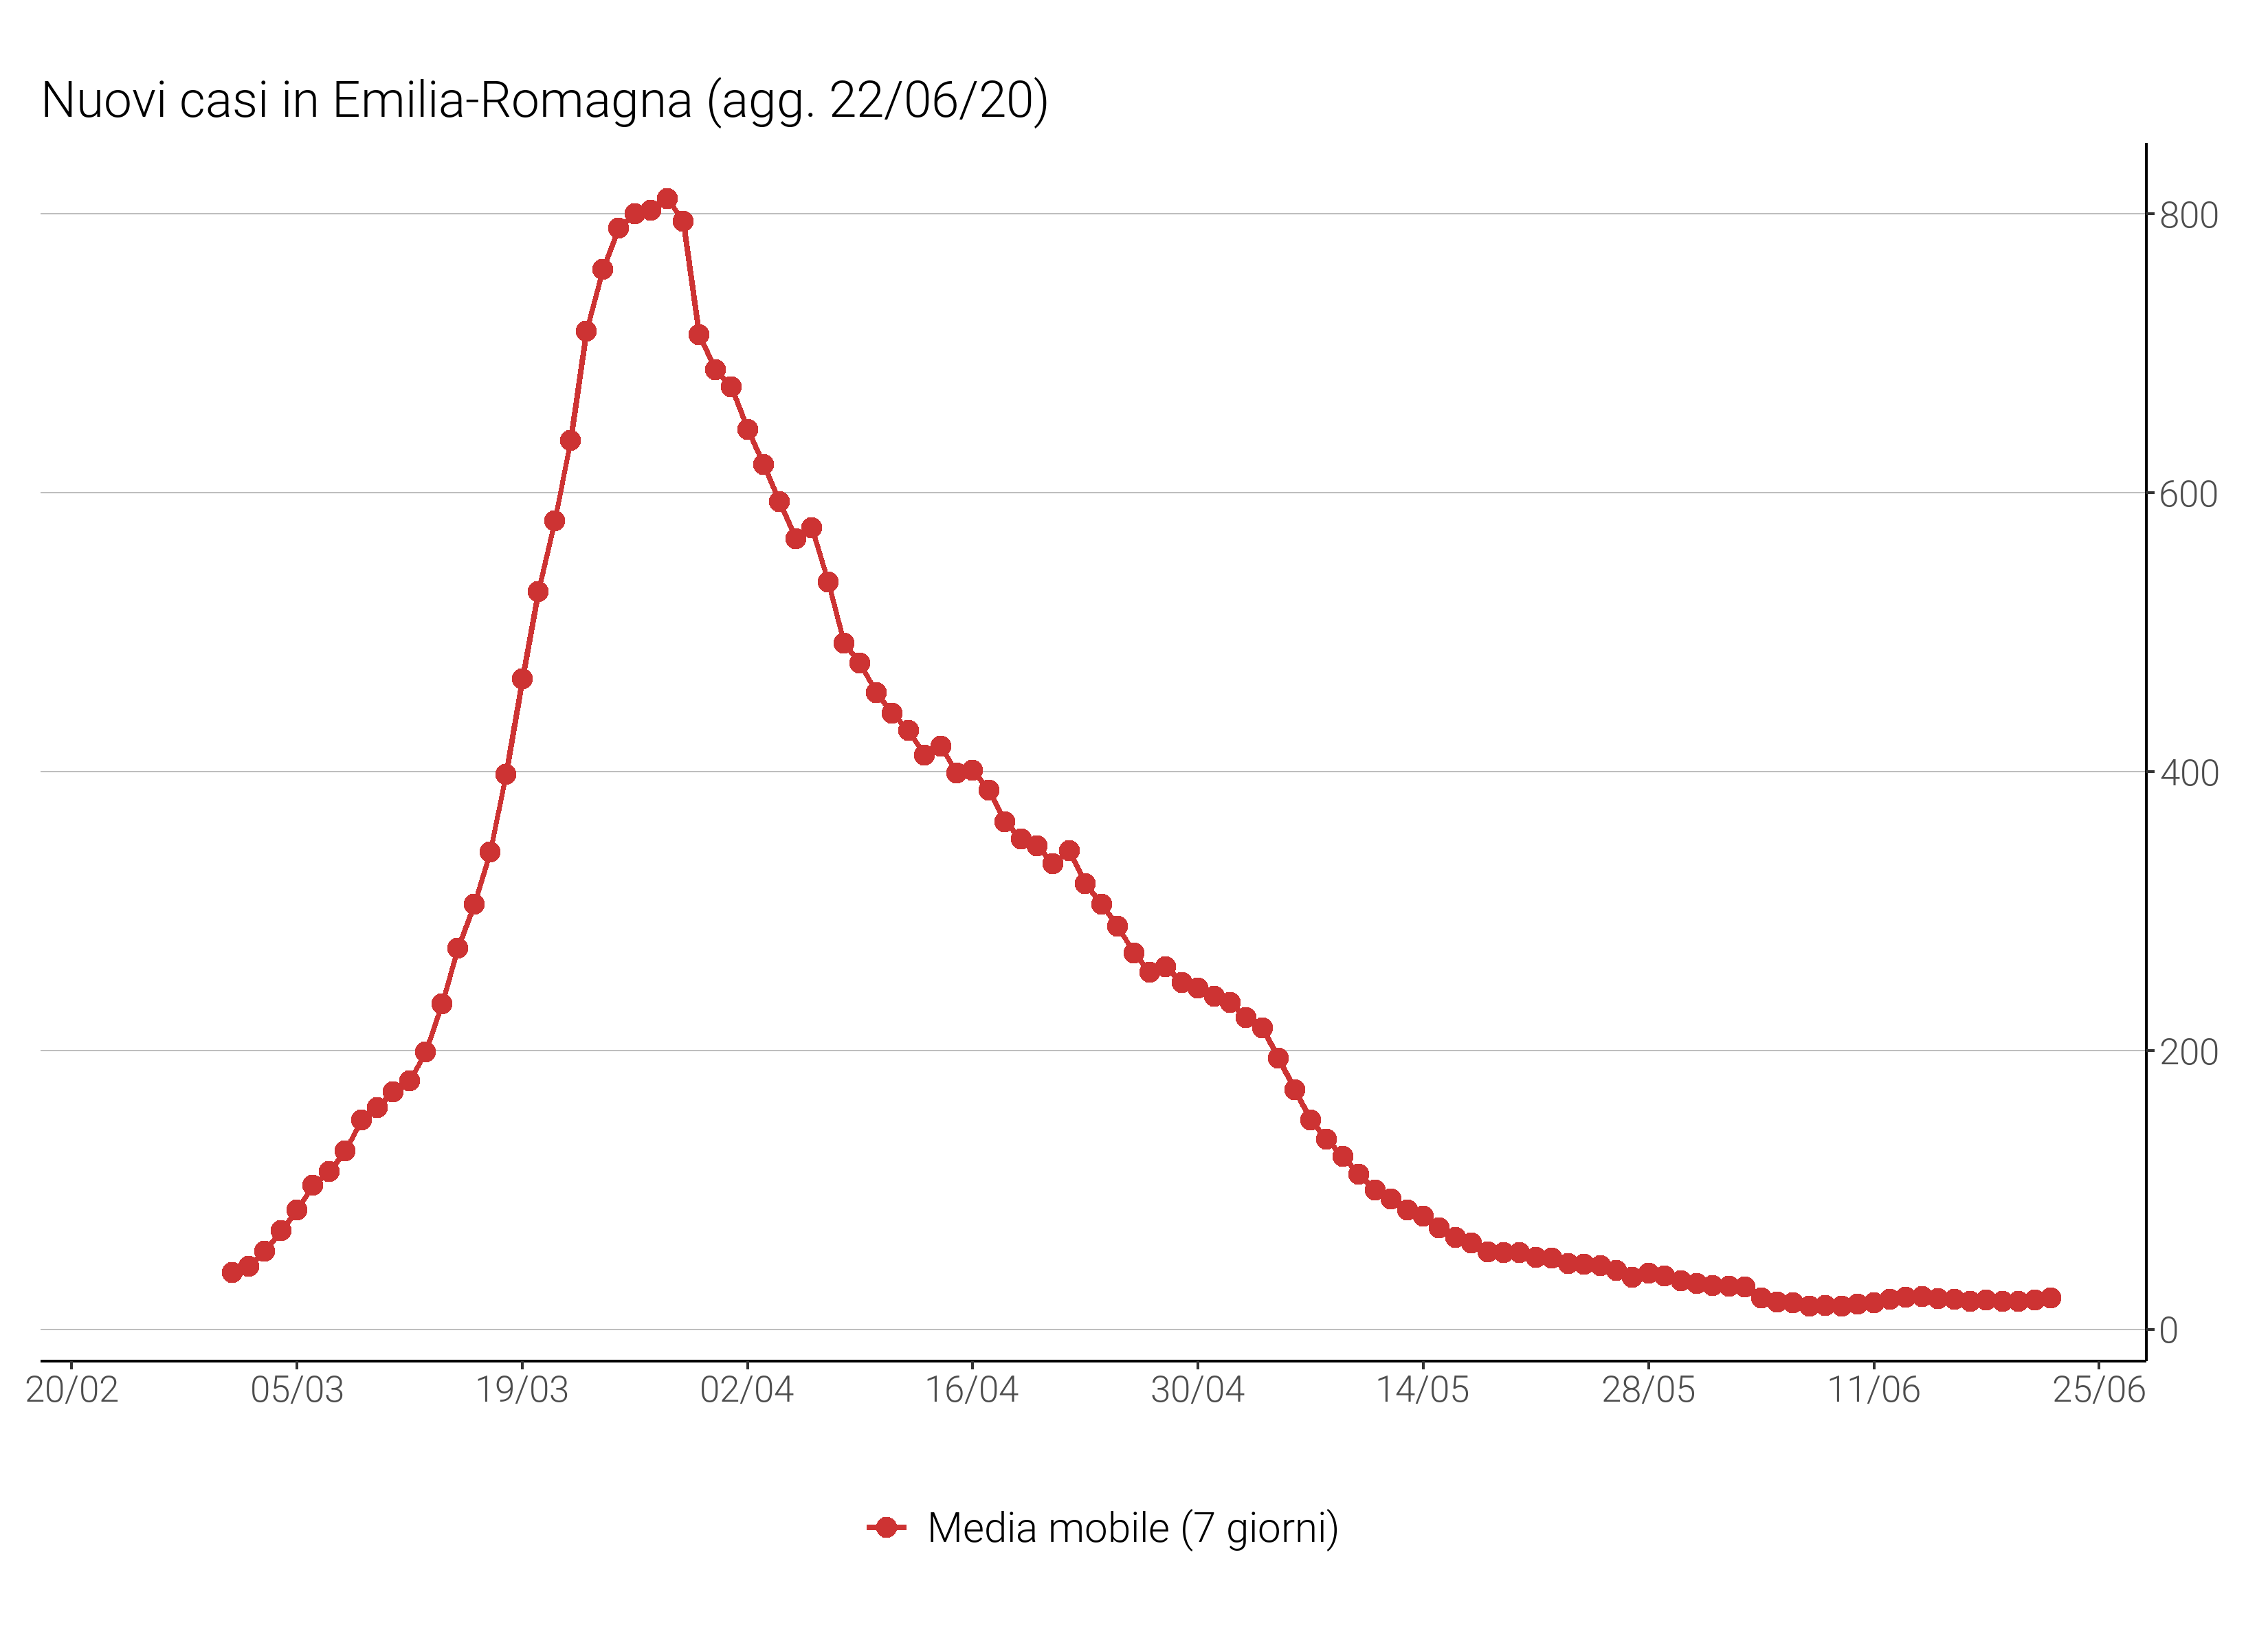 Nuovi casi in Emilia-Romagna (agg. 22/06/20)
800
600
400
200
0
20/02 05/03 19/03 02/04 16/04 30/04 14/05 28/05 11/06 25/06
Media mobile (7 giorni)